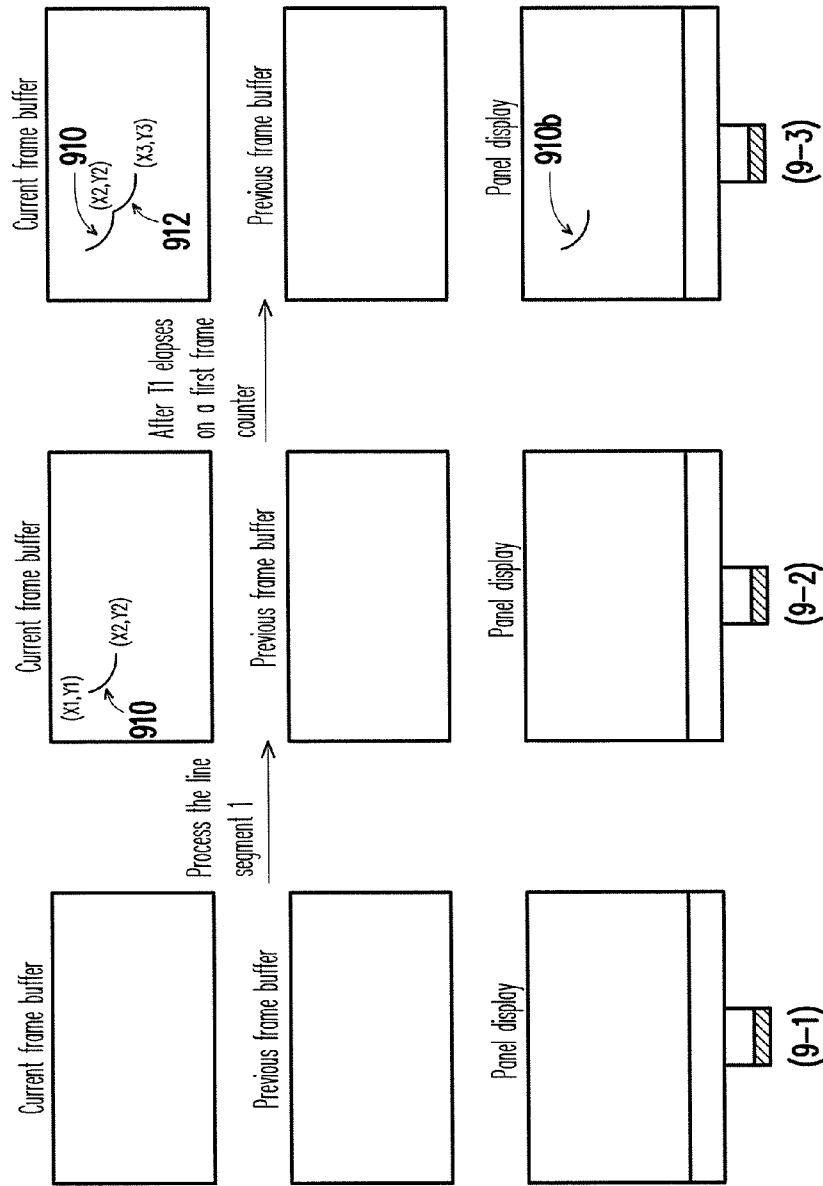 Current frame buffer
Previous frame buffer
Panel display
(9-1)
Process the line
segment 1
Current frame buffer
(X1,Y1)
(X2,Y2)
910
Previous frame buffer
Panel display
(9-2)
After T1 elapses
on a first frame
counter
Current frame buffer
910
(X2,Y2)
(X3,Y3)
912
Previous frame buffer
Panel display
910b
(9-3)